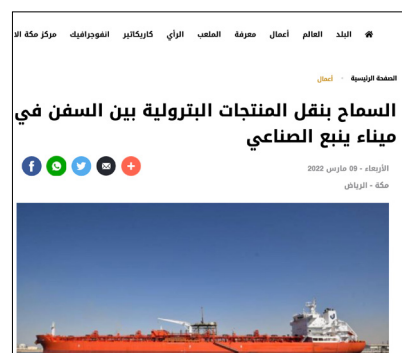 البلد العالم أعمال معرفة الملعب الرأي كاريكاتير انفوجرافيك مركز مكة الا
الصفحة الرئيسية - أعمال
السماح بنقل المنتجات البترولية بين السفن في
ميناء ينبع الصناعي
الأربعاء - 09 مارس 2022
مكة - الرياض